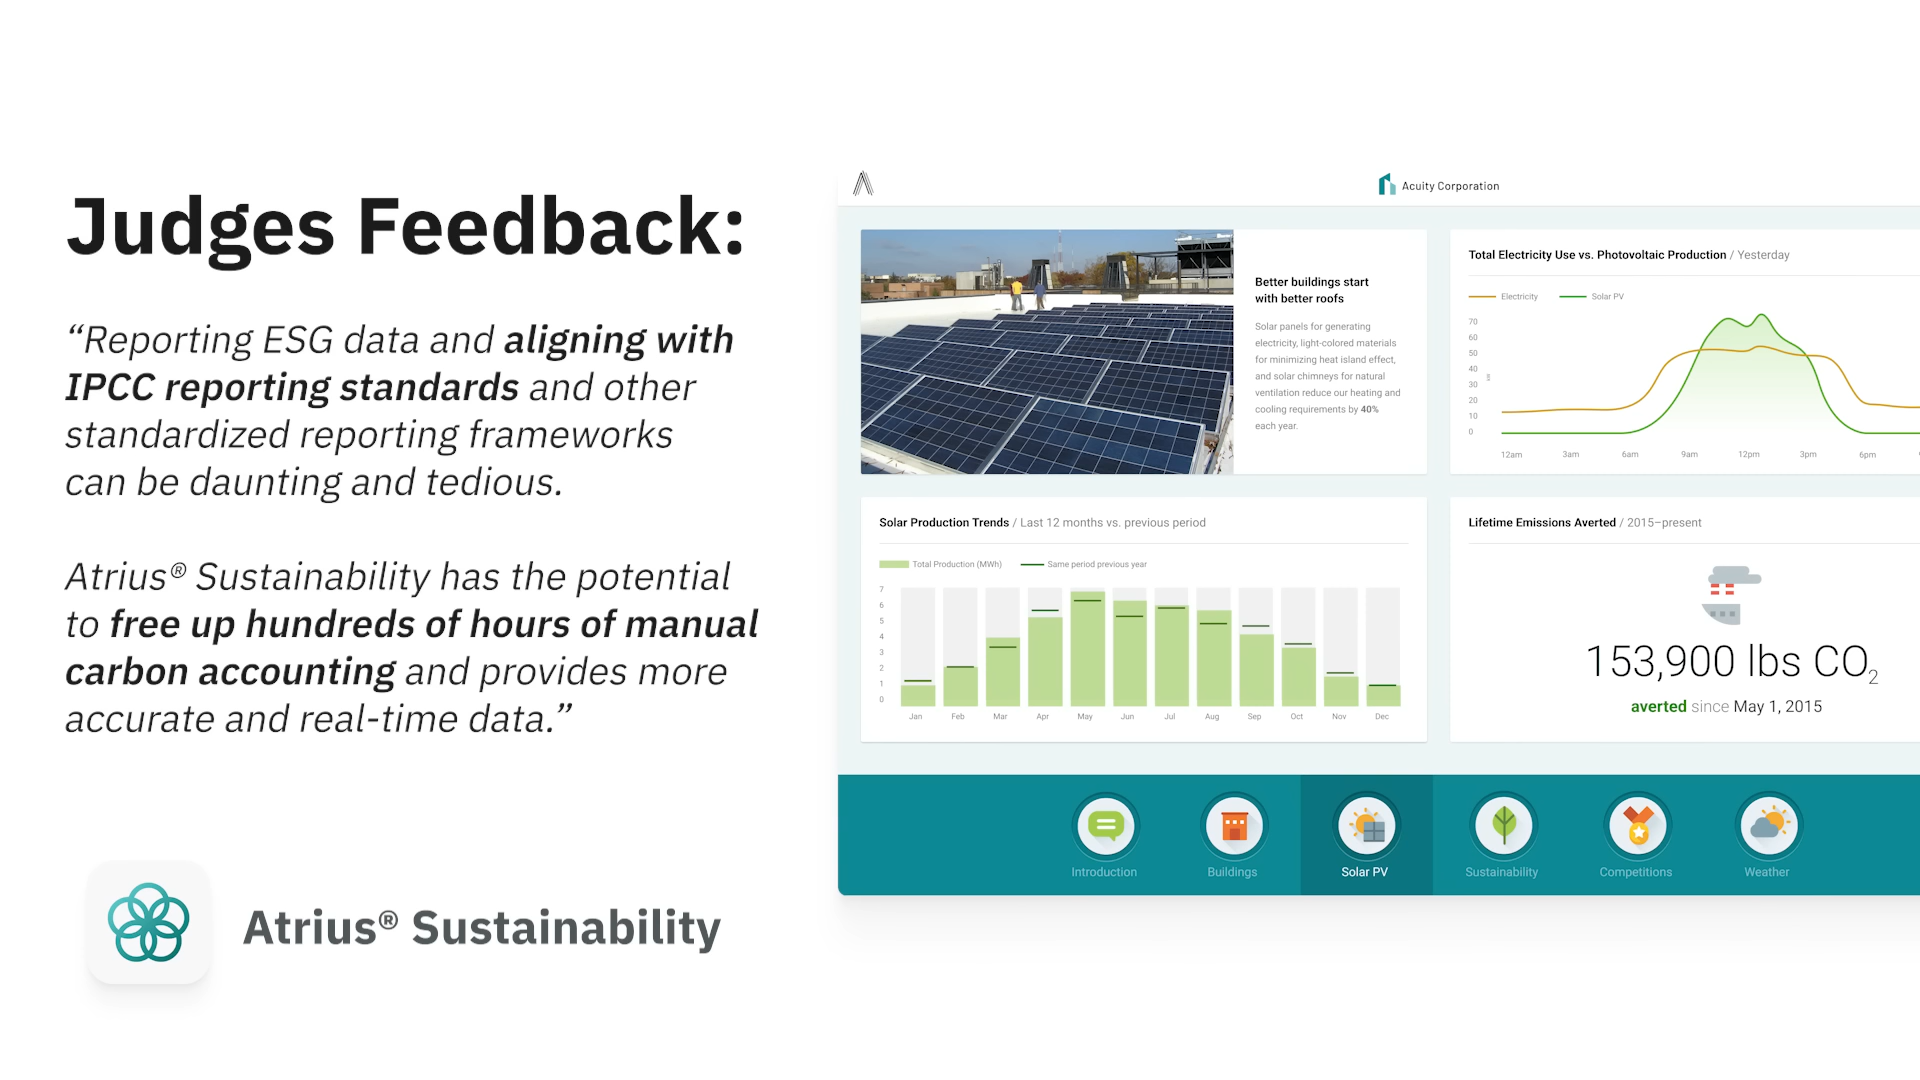 Judges Feedback:
“Reporting ESG data and aligning with
IPCC reporting standards and other
standardized reporting frameworks
can be daunting and tedious.
Atrius® Sustainability has the potential
to free up hundreds of hours of manual
carbon accounting and provides more
accurate and real-time data.”
Atrius® Sustainability
Acuity Corporation
Better buildings start
with better roofs
Solar panels for generating
electricity, light-colored materials
for minimizing heat island effect,
and solar chimneys for natural
ventilation reduce our heating and
cooling requirements by 40%
each year.
Total Electricity Use vs. Photovoltaic Production / Yesterday
Electricity Solar PV
70
60
50
40
30
20
10
0
12am 3am 6am 9am 12pm 3pm 6pm
Solar Production Trends / Last 12 months vs. previous period
Total Production (MWh) Same period previous year
7
6
5
4
3
2
1
0
Jan Feb Mar Apr May Jun Jul Aug Sep Oct Nov Dec
Lifetime Emissions Averted / 2015–present
153,900 lbs CO₂
averted since May 1, 2015
Introduction Buildings Solar PV Sustainability Competitions Weather